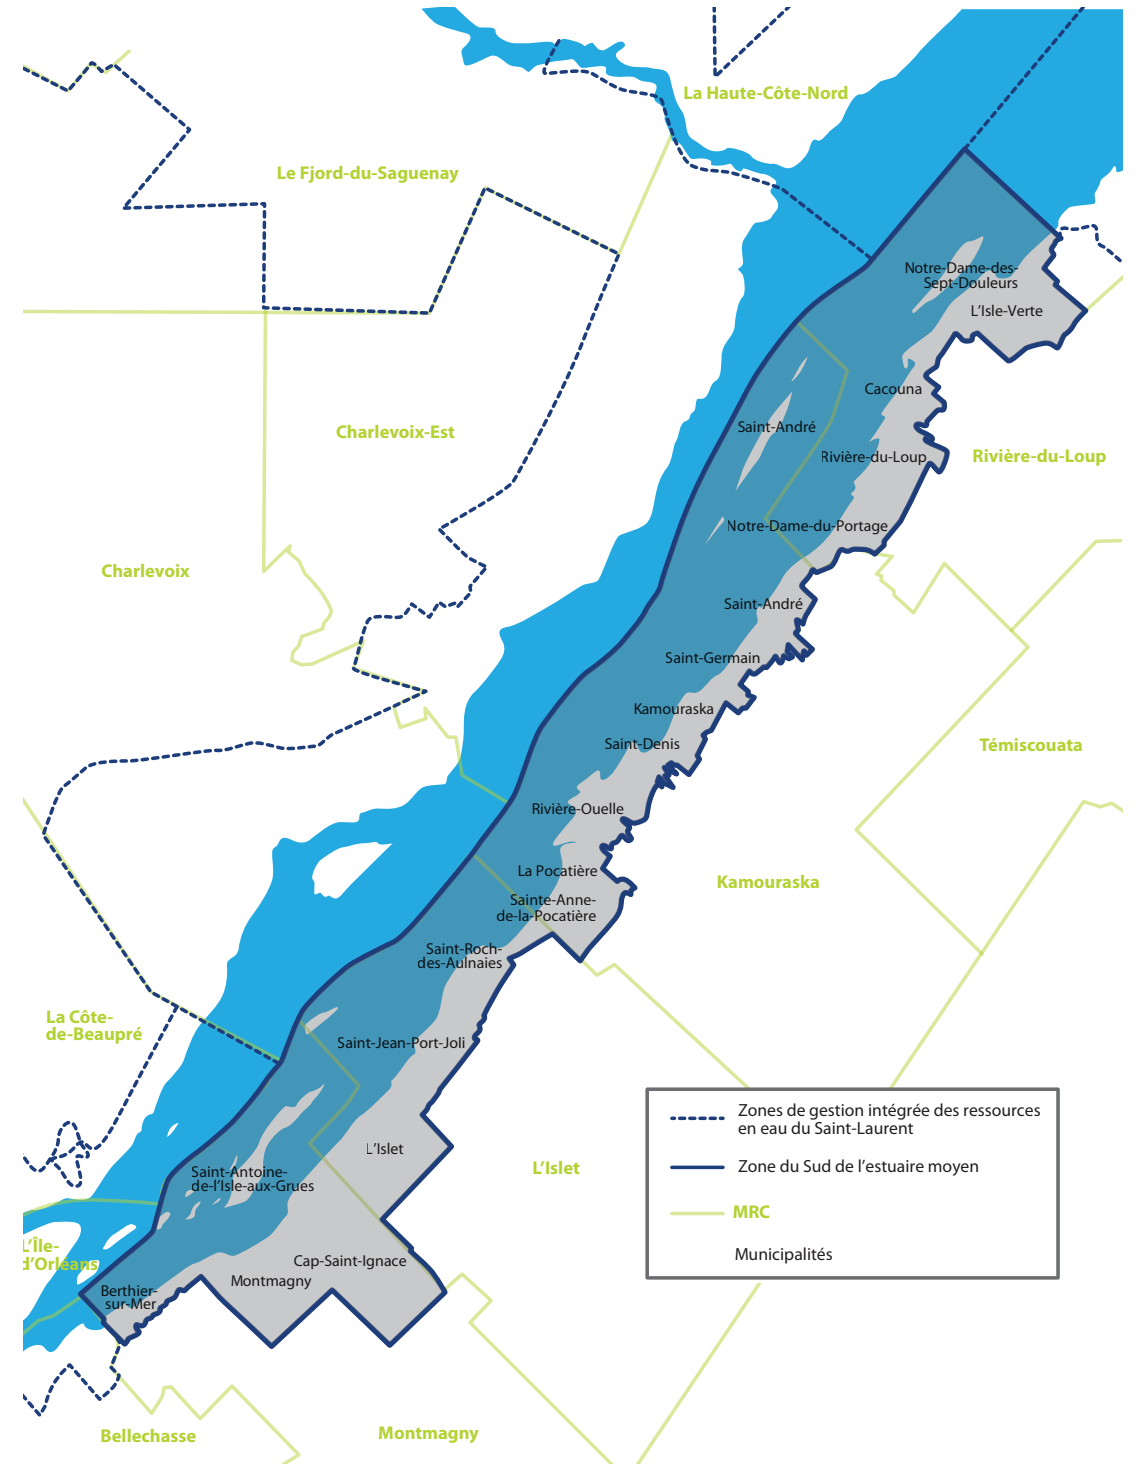 La Haute-Côte-Nord
Le Fjord-du-Saguenay
Notre-Dame-des-
Sept-Douleurs
L'Isle-Verte
Cacouna
Saint-André
Charlevoix-Est
Rivière-du-Loup
Rivière-du-Loup
Notre-Dame-du-Portage
Charlevoix
Saint-André
Saint-Germain
Kamouraska
Saint-Denis
Témiscouata
Rivière-Ouelle
La Pocatière
Kamouraska
Sainte-Anne-
de-la-Pocatière
Saint-Roch-
des-Aulnaies
La Côte-
de-Beaupré
Saint-Jean-Port-Joli
Zones de gestion intégrée des ressources
en eau du Saint-Laurent
Zone du Sud de l'estuaire moyen
MRC
Municipalités
L'Islet
L'Islet
Saint-Antoine-
de-l'Isle-aux-Grues
L'Île-
d'Orléans
Cap-Saint-Ignace
Montmagny
Berthier-
sur-Mer
Bellechasse
Montmagny